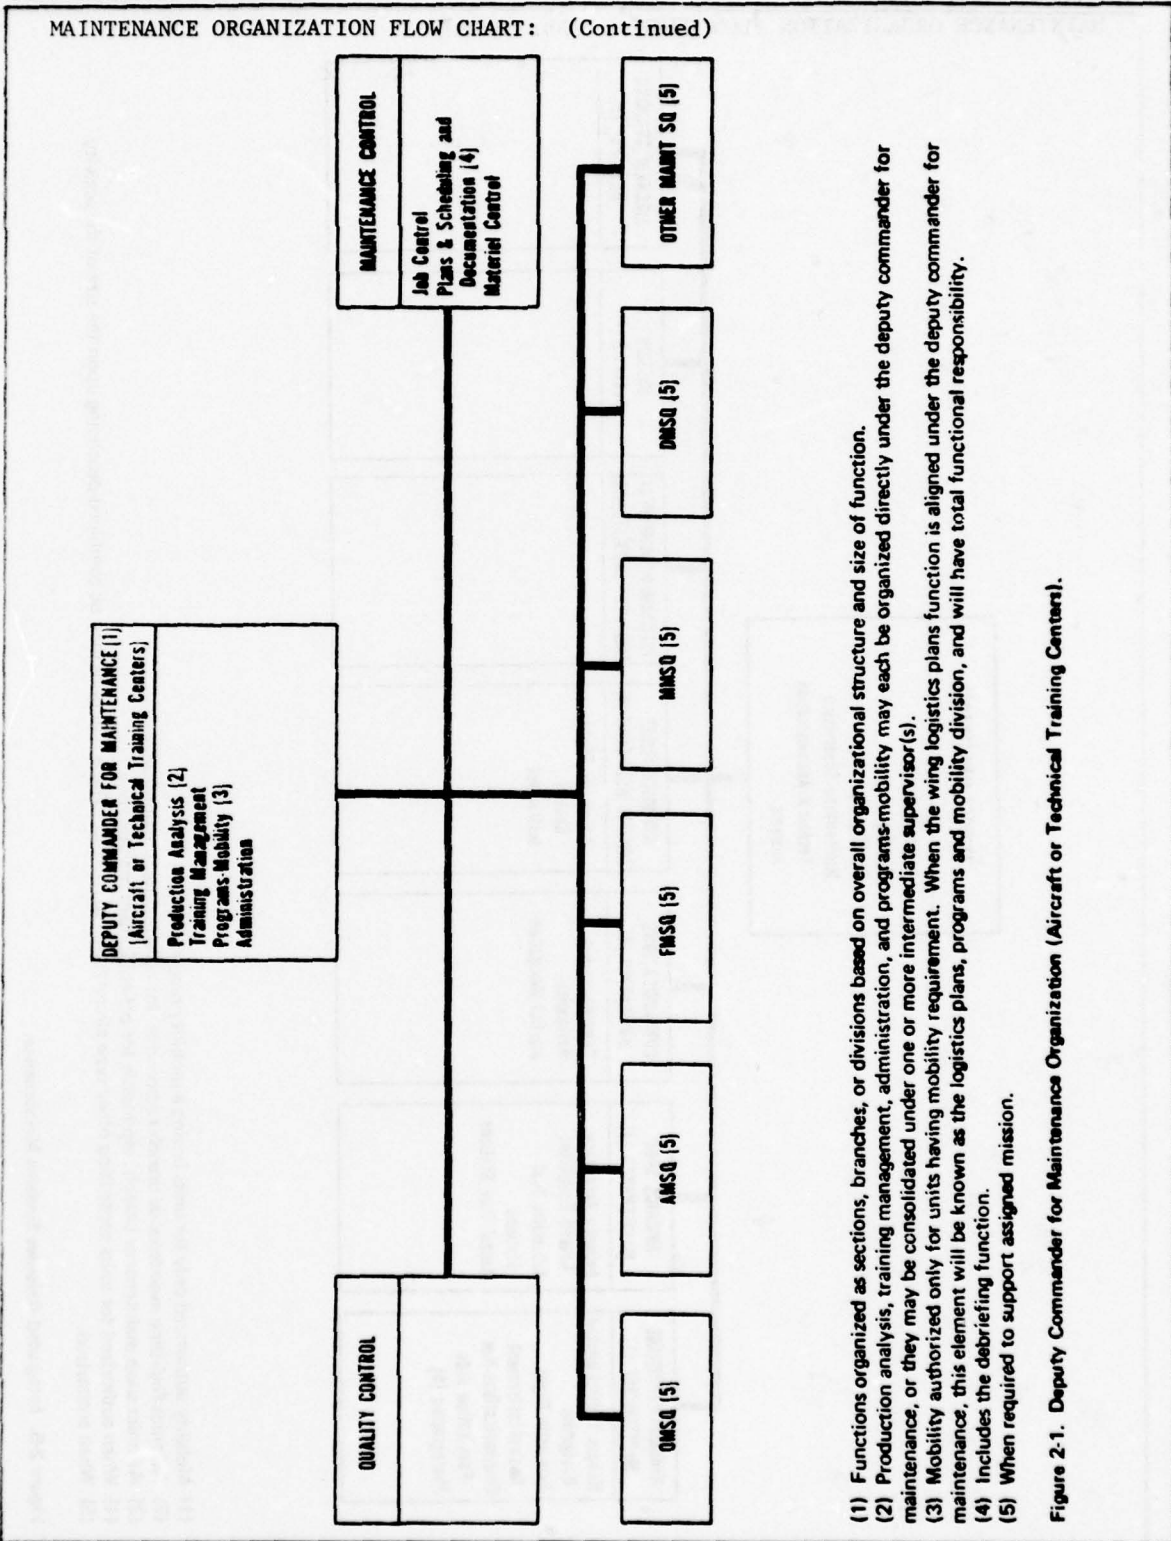 MAINTENANCE ORGANIZATION FLOW CHART: (Continued)
DEPUTY COMMANDER FOR MAINTENANCE (1)
(Aircraft or Technical Training Centers)
Production Analysis (2)
Training Management
Programs-Mobility (3)
Administration
QUALITY CONTROL
MAINTENANCE CONTROL
Job Control
Plans & Scheduling and
Documentation (4)
Materiel Control
OMSQ (5)
AMSQ (5)
FMSQ (5)
MMSQ (5)
DMSQ (5)
OTHER MAINT SQ (5)
(1) Functions organized as sections, branches, or divisions based on overall organizational structure and size of function.
(2) Production analysis, training management, administration, and programs-mobility may each be organized directly under the deputy commander for
maintenance, or they may be consolidated under one or more intermediate supervisor(s).
(3) Mobility authorized only for units having mobility requirement. When the wing logistics plans function is aligned under the deputy commander for
maintenance, this element will be known as the logistics plans, programs and mobility division, and will have total functional responsibility.
(4) Includes the debriefing function.
(5) When required to support assigned mission.
Figure 2-1. Deputy Commander for Maintenance Organization (Aircraft or Technical Training Centers).